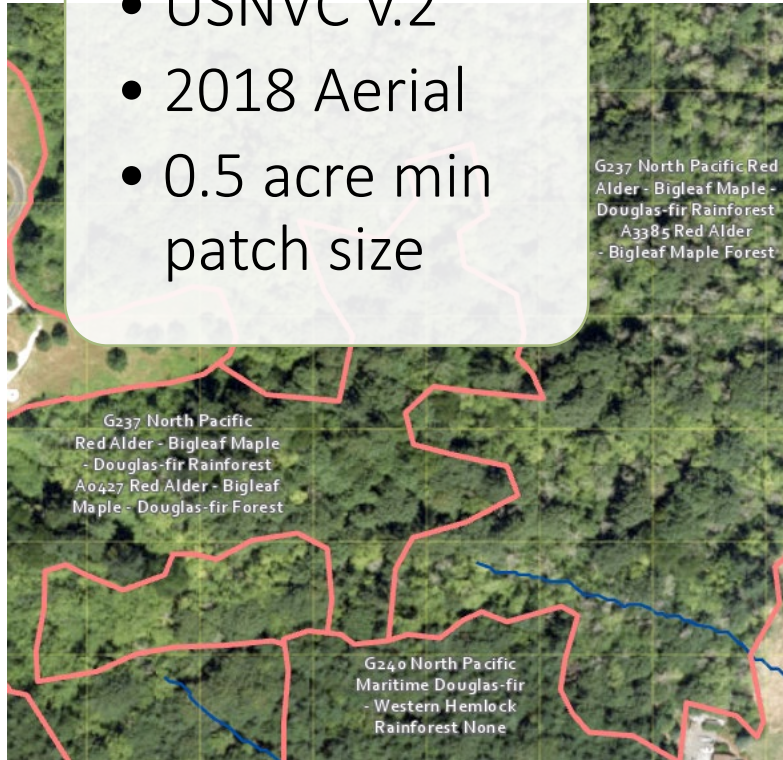 • USNVC v.2
• 2018 Aerial
• 0.5 acre min
patch size
G237 North Pacific Red
Alder - Bigleaf Maple -
Douglas-fir Rainforest
A3385 Red Alder
- Bigleaf Maple Forest
G237 North Pacific
Red Alder - Bigleaf Maple
- Douglas-fir Rainforest
A0427 Red Alder - Bigleaf
Maple - Douglas-fir Forest
G240 North Pacific
Maritime Douglas-fir
- Western Hemlock
Rainforest None